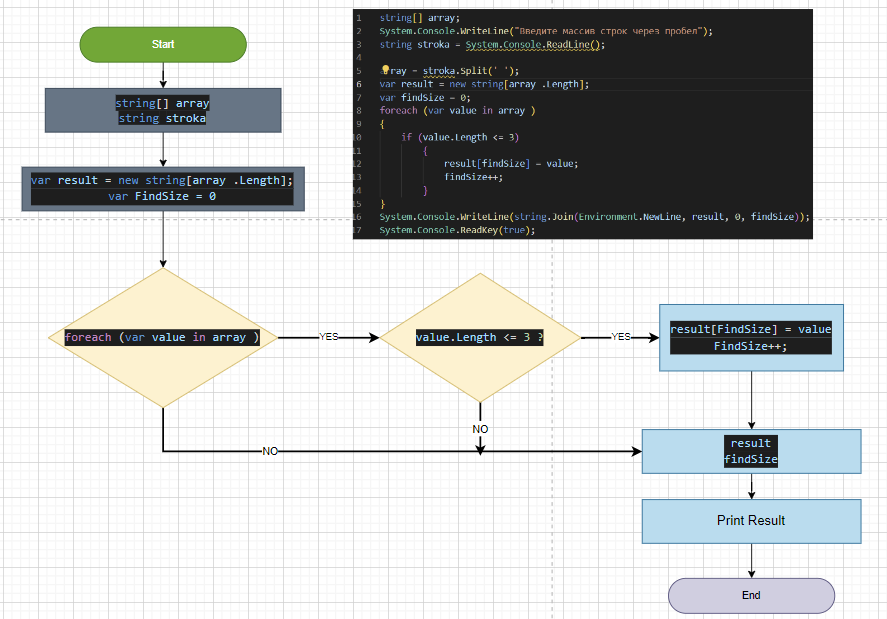 Start
string[] array
string stroka
var result = new string[array .Length];
var FindSize = 0
1 string[] array;
2 System.Console.WriteLine("Введите массив строк через пробел");
3 string stroka = System.Console.ReadLine();
4
5 ray = stroka.Split(' ');
6 var result = new string[array .Length];
7 var findSize = 0;
8 foreach (var value in array )
9 {
10 if (value.Length <= 3)
11 {
12 result[findSize] = value;
13 findSize++;
14 }
15 }
16 System.Console.WriteLine(string.Join(Environment.NewLine, result, 0, findSize));
17 System.Console.ReadKey(true);
foreach (var value in array )
YES
value.Length <= 3 ?
YES
result[FindSize] = value
FindSize++;
NO
NO
result
findSize
Print Result
End